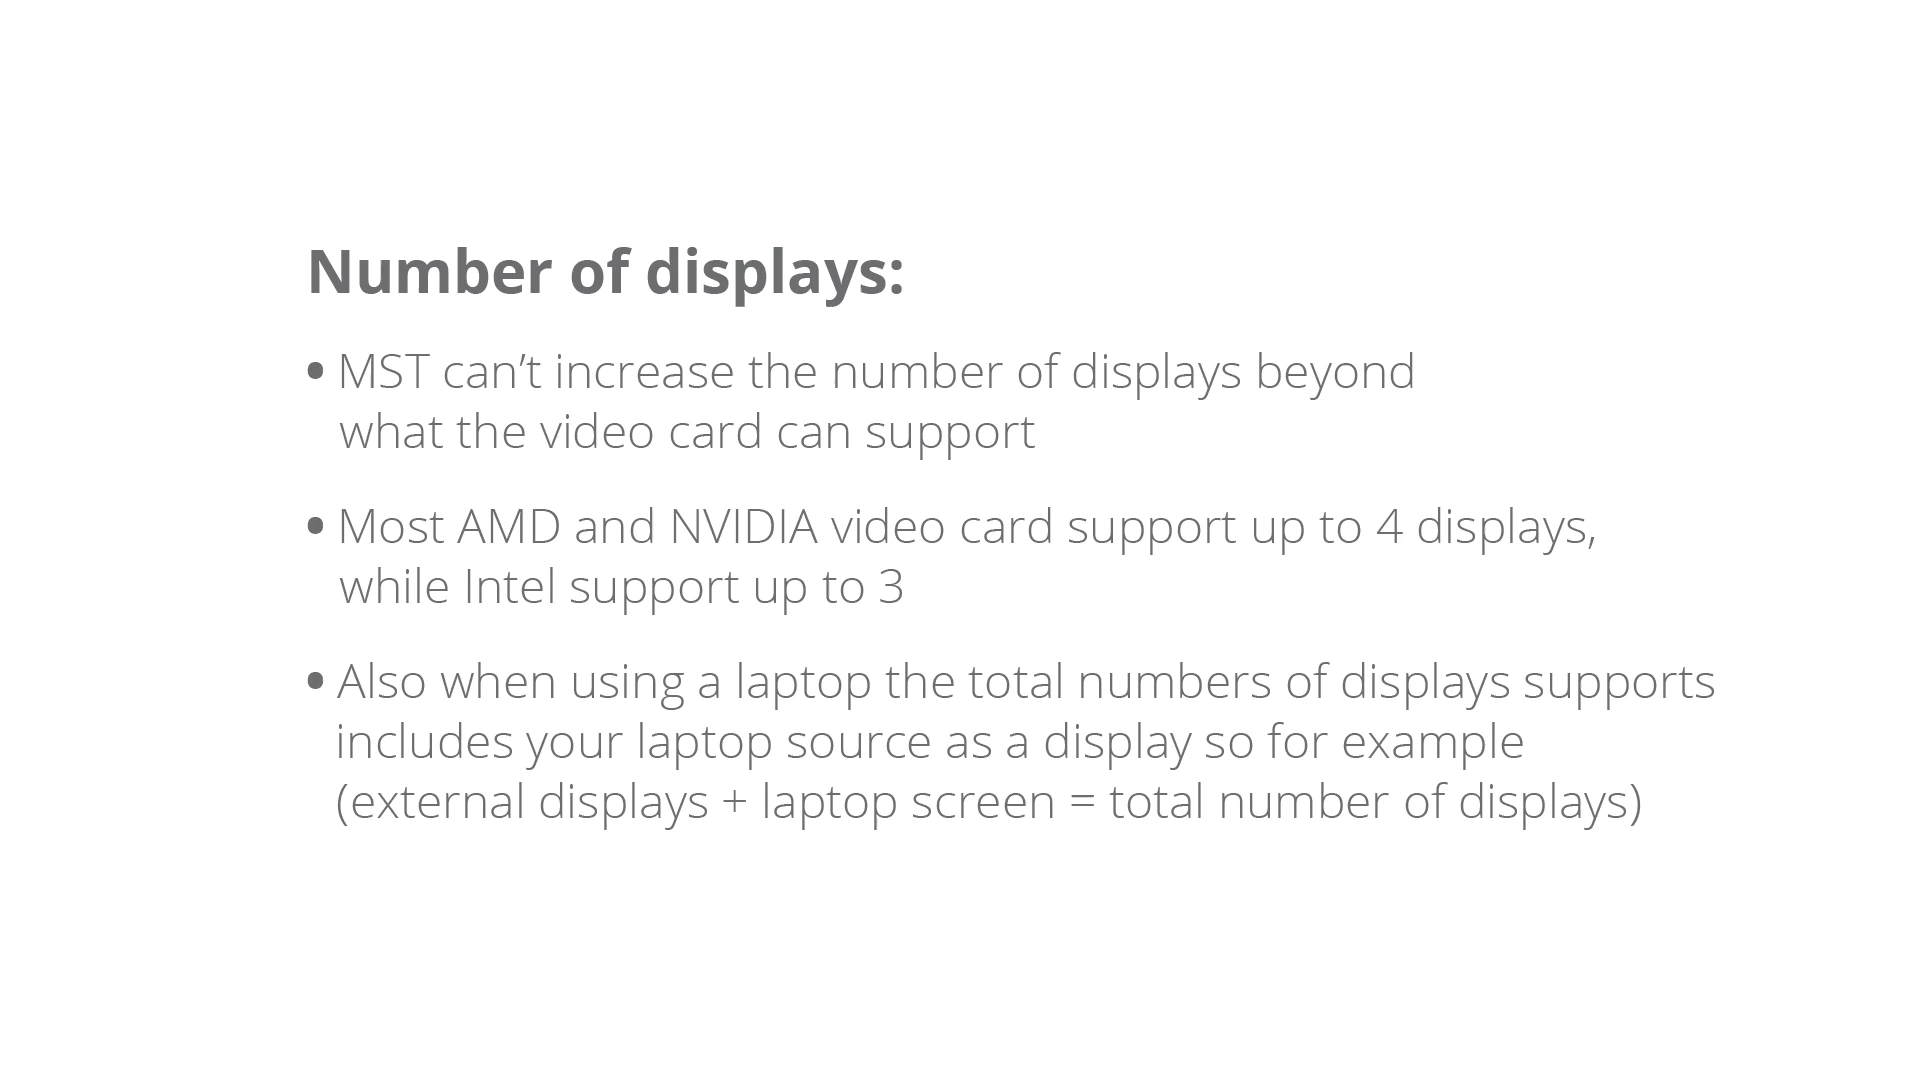 Number of displays:
• MST can’t increase the number of displays beyond
what the video card can support
• Most AMD and NVIDIA video card support up to 4 displays,
while Intel support up to 3
• Also when using a laptop the total numbers of displays supports
includes your laptop source as a display so for example
(external displays + laptop screen = total number of displays)